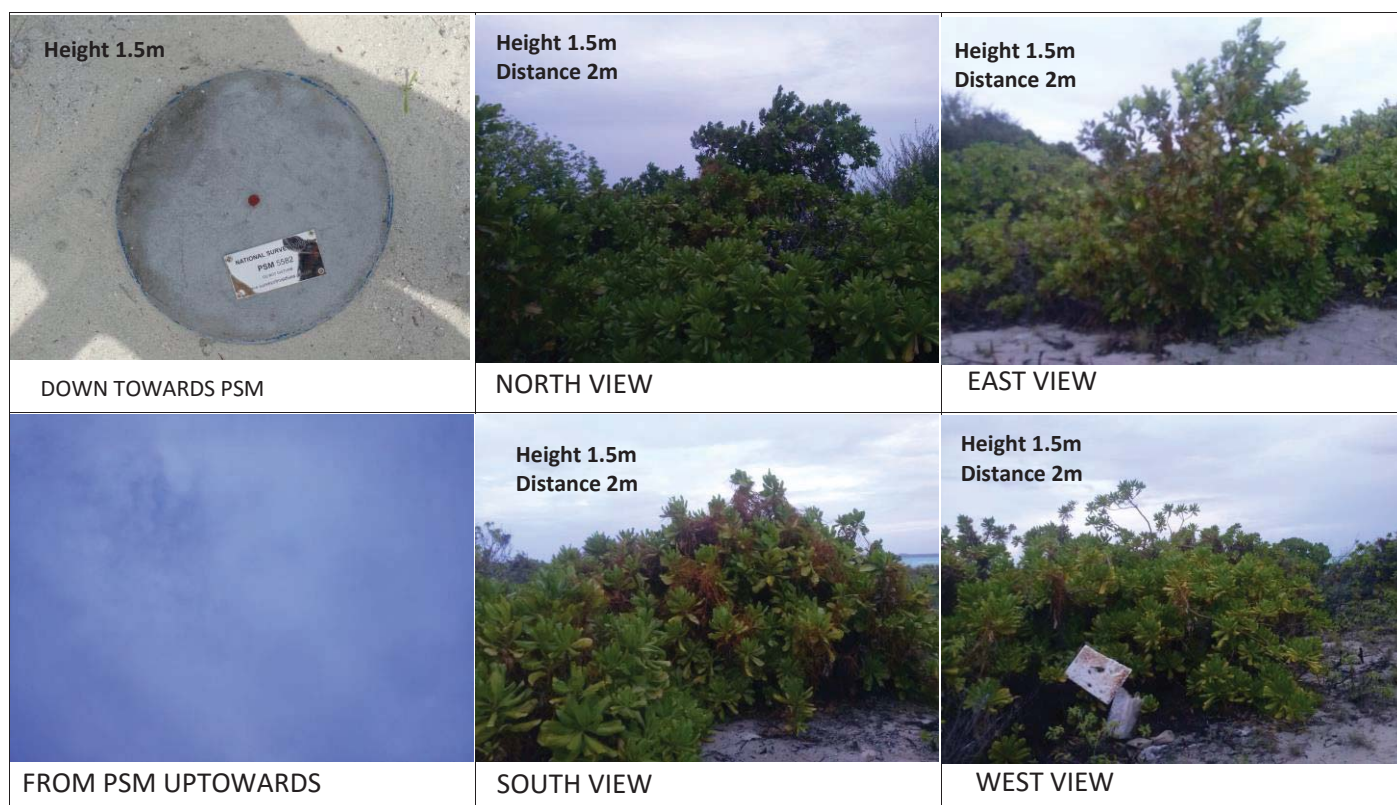 Height 1.5m
NATIONAL SURVEY
PSM 5582
DOWN TOWARDS PSM
Height 1.5m
Distance 2m
NORTH VIEW
Height 1.5m
Distance 2m
EAST VIEW
FROM PSM UPTOWARDS
Height 1.5m
Distance 2m
SOUTH VIEW
Height 1.5m
Distance 2m
WEST VIEW